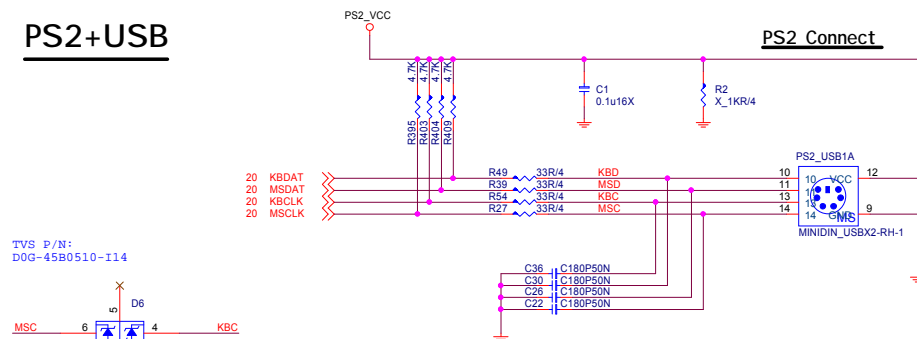 PS2+USB
PS2_VCC
PS2 Connect
4.7K
4.7K
4.7K
4.7K
R395
R403
R404
R409
C1
0.1u16X
R2
X_1KR/4
PS2_USB1A
20 KBDAT R49 33R/4 KBD 10 10 VCC 12
20 MSDAT R39 33R/4 MSD 11
20 KBCLK R54 33R/4 KBC 13
20 MSCLK R27 33R/4 MSC 14 14 GND 9
MS
MINIDIN_USBX2-RH-1
TVS P/N:
D0G-45B0510-I14
C36 C180P50N
C30 C180P50N
C26 C180P50N
C22 C180P50N
D6
5
MSC 6 4 KBC